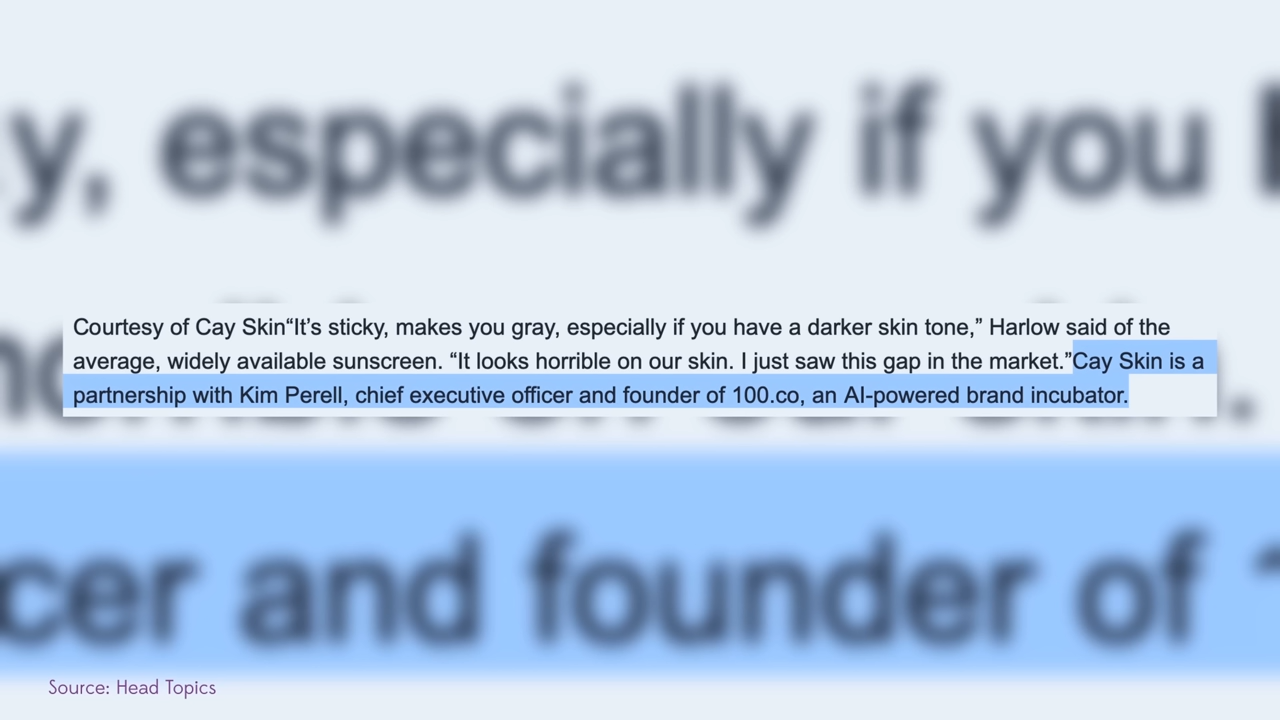 y, especially if you
Courtesy of Cay Skin“It’s sticky, makes you gray, especially if you have a darker skin tone,” Harlow said of the
average, widely available sunscreen. “It looks horrible on our skin. I just saw this gap in the market.”Cay Skin is a
partnership with Kim Perell, chief executive officer and founder of 100.co, an AI-powered brand incubator.
cer and founder of
Source: Head Topics